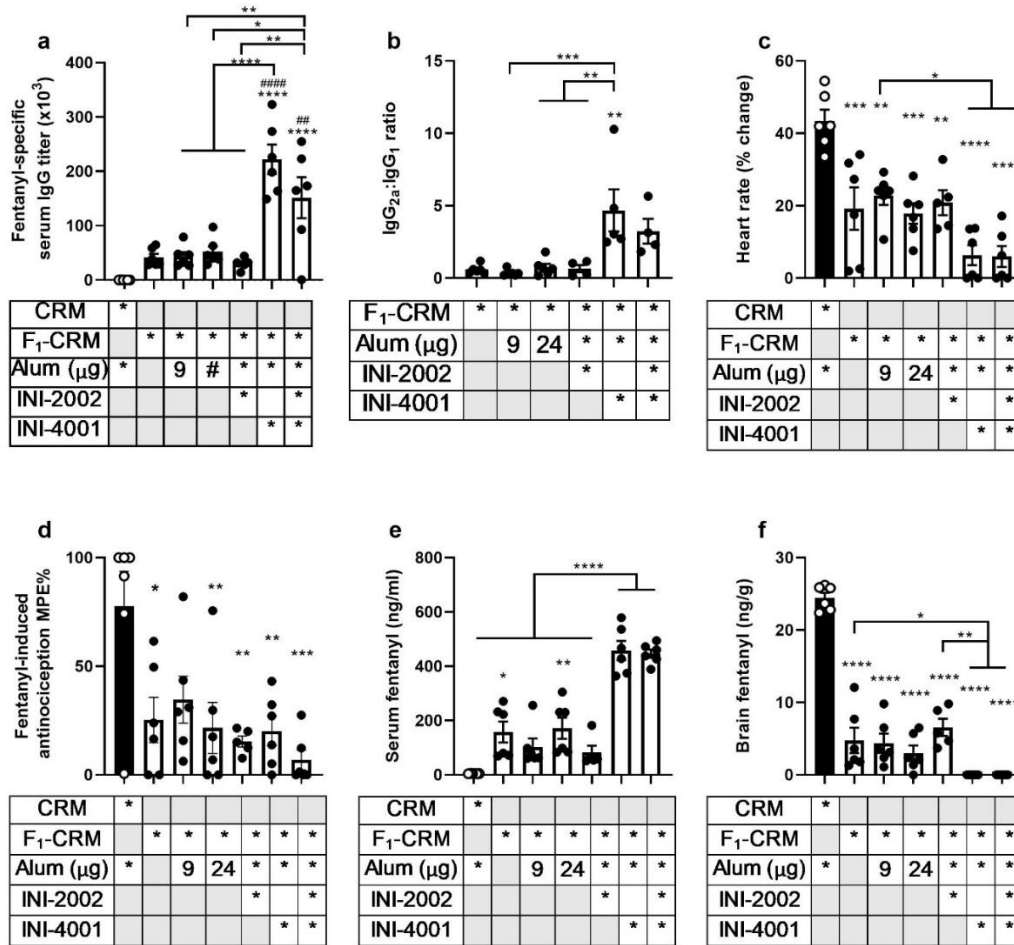 a
**
*
**
****
####
****
##
****
Fentanyl-specific
serum IgG titer (x10³)
400
300
200
100
0
CRM *
F₁-CRM * * * * * *
Alum (µg) * 9 # * * *
INI-2002 * *
INI-4001 * *
b
***
**
**
IgG2a:IgG1 ratio
15
10
5
0
F₁-CRM * * * * * *
Alum (µg) 9 24 * * *
INI-2002 * *
INI-4001 * *
c
*
*** ** *** ** **** ***
Heart rate (% change)
60
40
20
0
CRM *
F₁-CRM * * * * * *
Alum (µg) * 9 24 * * *
INI-2002 * *
INI-4001 * *
d
* ** ** ** ***
Fentanyl-induced
antinociception MPE%
100
50
0
CRM *
F₁-CRM * * * * * *
Alum (µg) * 9 24 * * *
INI-2002 * *
INI-4001 * *
e
****
* **
Serum fentanyl (ng/ml)
800
600
400
200
0
CRM *
F₁-CRM * * * * * *
Alum (µg) * 9 24 * * *
INI-2002 * *
INI-4001 * *
f
*
**
**** **** **** **** **** ****
Brain fentanyl (ng/g)
30
20
10
0
CRM *
F₁-CRM * * * * * *
Alum (µg) * 9 24 * * *
INI-2002 * *
INI-4001 * *